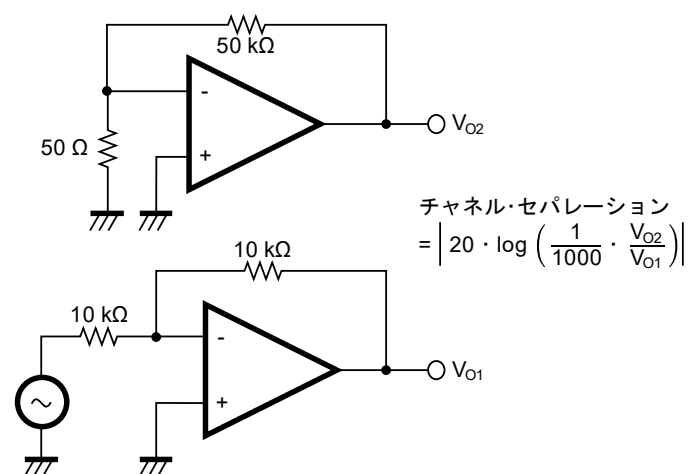 50 kΩ
-
50 Ω
+
V_O2
チャネル·セパレーション
= | 20 · log ( 1/1000 · V_O2/V_O1 ) |
10 kΩ
10 kΩ
-
+
V_O1